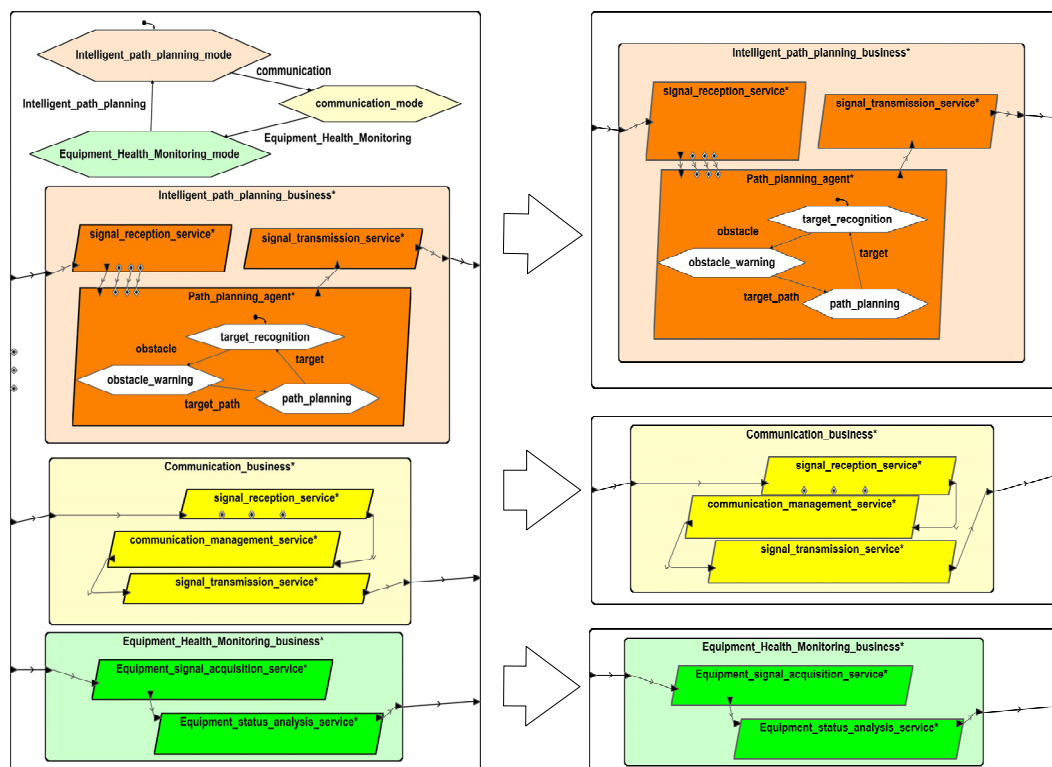 Intelligent_path_planning_mode
communication
Intelligent_path_planning
communication_mode
Equipment_Health_Monitoring
Equipment_Health_Monitoring_mode
Intelligent_path_planning_business*
signal_reception_service*
signal_transmission_service*
Path_planning_agent*
target_recognition
obstacle
target
obstacle_warning
target_path
path_planning
Communication_business*
signal_reception_service*
communication_management_service*
signal_transmission_service*
Equipment_Health_Monitoring_business*
Equipment_signal_acquisition_service*
Equipment_status_analysis_service*
Intelligent_path_planning_business*
signal_reception_service*
signal_transmission_service*
Path_planning_agent*
target_recognition
obstacle
target
obstacle_warning
target_path
path_planning
Communication_business*
signal_reception_service*
communication_management_service*
signal_transmission_service*
Equipment_Health_Monitoring_business*
Equipment_signal_acquisition_service*
Equipment_status_analysis_service*